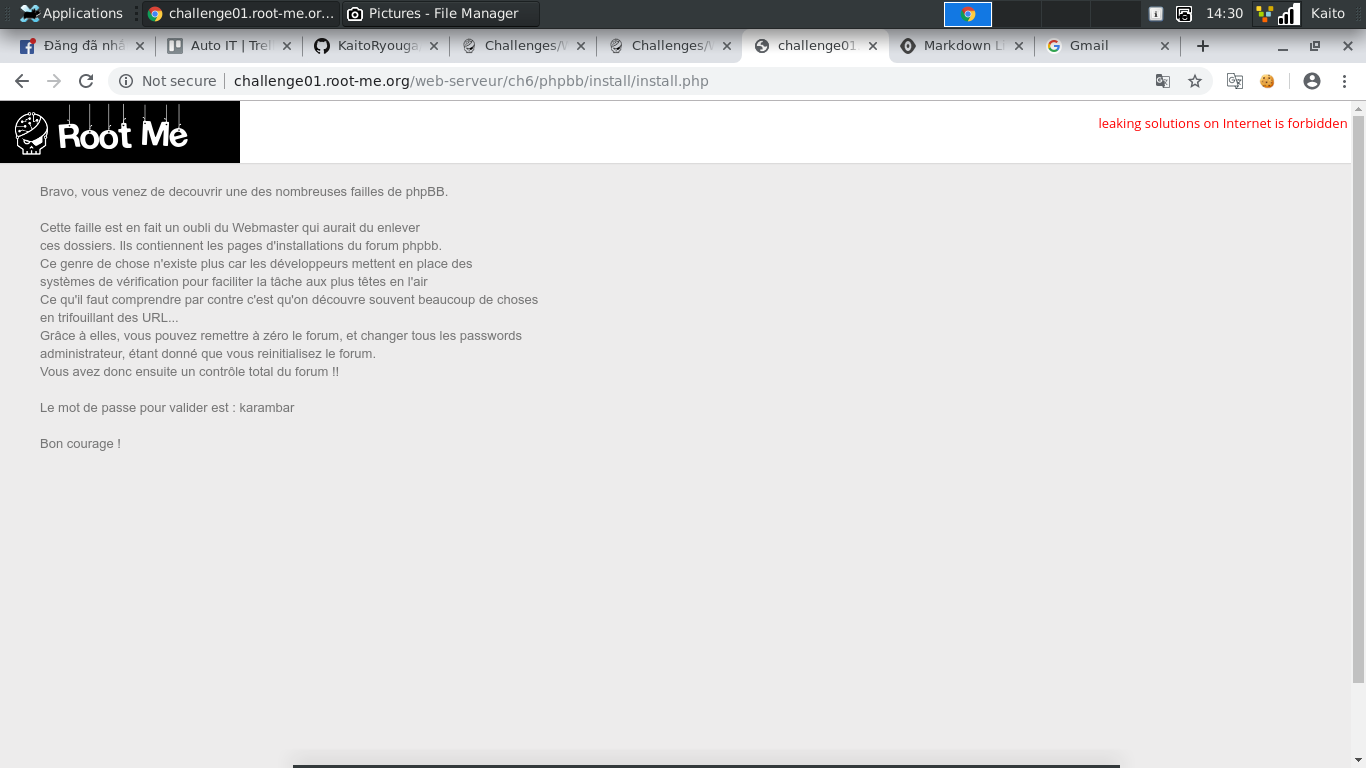 Applications
challenge01.root-me.or...
Pictures - File Manager
14:30
Kaito
Đăng đã nhắ
Auto IT | Trel
KaitoRyouga/
Challenges/W
Challenges/W
challenge01.
Markdown Li
Gmail
Not secure
challenge01.root-me.org/web-serveur/ch6/phpbb/install/install.php
Root Me
leaking solutions on Internet is forbidden
Bravo, vous venez de decouvrir une des nombreuses failles de phpBB.
Cette faille est en fait un oubli du Webmaster qui aurait du enlever
ces dossiers. Ils contiennent les pages d'installations du forum phpbb.
Ce genre de chose n'existe plus car les développeurs mettent en place des
systèmes de vérification pour faciliter la tâche aux plus têtes en l'air
Ce qu'il faut comprendre par contre c'est qu'on découvre souvent beaucoup de choses
en trifouillant des URL...
Grâce à elles, vous pouvez remettre à zéro le forum, et changer tous les passwords
administrateur, étant donné que vous reinitialisez le forum.
Vous avez donc ensuite un contrôle total du forum !!
Le mot de passe pour valider est : karambar
Bon courage !